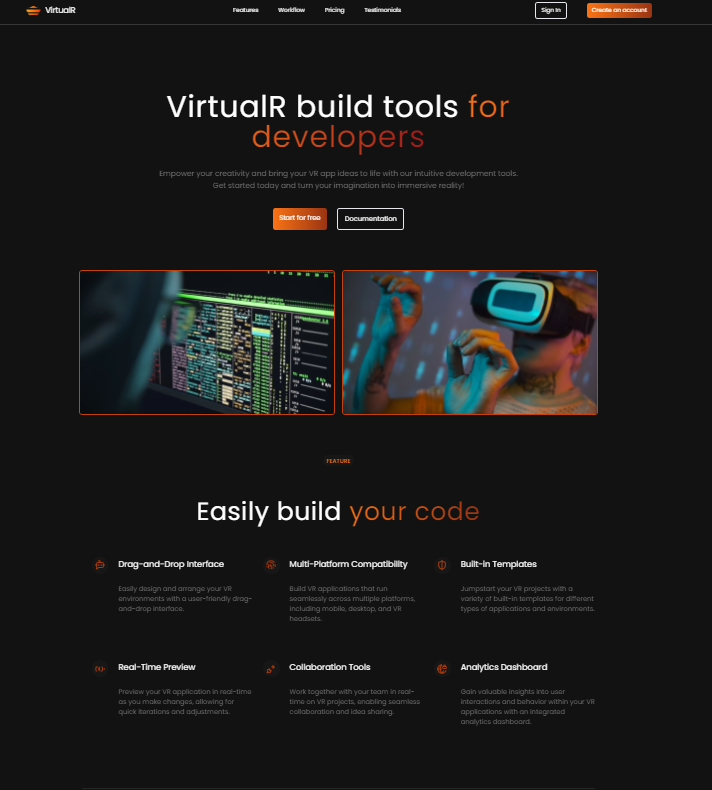 VirtualR
Features Workflow Pricing Testimonials
Sign In
Create an account
VirtualR build tools for
developers
Empower your creativity and bring your VR app ideas to life with our intuitive development tools.
Get started today and turn your imagination into immersive reality!
Start for free
Documentation
FEATURE
Easily build your code
Drag-and-Drop Interface
Easily design and arrange your VR
environments with a user-friendly drag-
and-drop interface.
Multi-Platform Compatibility
Build VR applications that run
seamlessly across multiple platforms,
including mobile, desktop, and VR
headsets.
Built-in Templates
Jumpstart your VR projects with a
variety of built-in templates for different
types of applications and environments.
Real-Time Preview
Preview your VR application in real-time
as you make changes, allowing for
quick iterations and adjustments.
Collaboration Tools
Work together with your team in real-
time on VR projects, enabling seamless
collaboration and idea sharing.
Analytics Dashboard
Gain valuable insights into user
interactions and behavior within your VR
applications with an integrated
analytics dashboard.